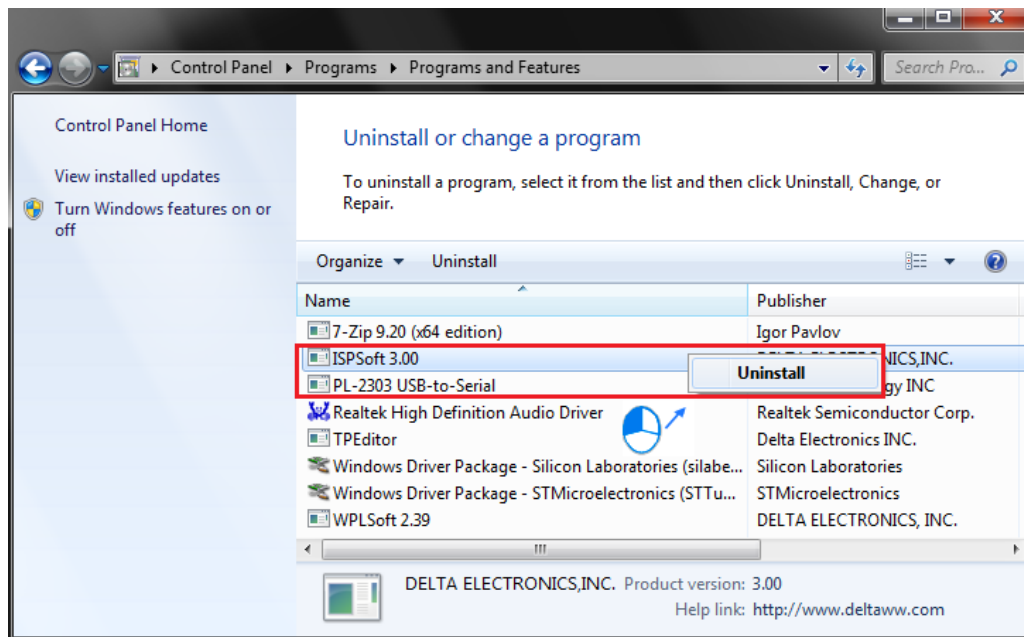 Control Panel Programs Programs and Features Search Pro...
Control Panel Home
View installed updates
Turn Windows features on or
off
Uninstall or change a program
To uninstall a program, select it from the list and then click Uninstall, Change, or
Repair.
Organize Uninstall
Name Publisher
7-Zip 9.20 (x64 edition) Igor Pavlov
ISPSoft 3.00 NICS,INC.
Uninstall
PL-2303 USB-to-Serial gy INC
Realtek High Definition Audio Driver Realtek Semiconductor Corp.
TPEditor Delta Electronics INC.
Windows Driver Package - Silicon Laboratories (silabe... Silicon Laboratories
Windows Driver Package - STMicroelectronics (STTu... STMicroelectronics
WPLSoft 2.39 DELTA ELECTRONICS, INC.
DELTA ELECTRONICS,INC. Product version: 3.00
Help link: http://www.deltaww.com